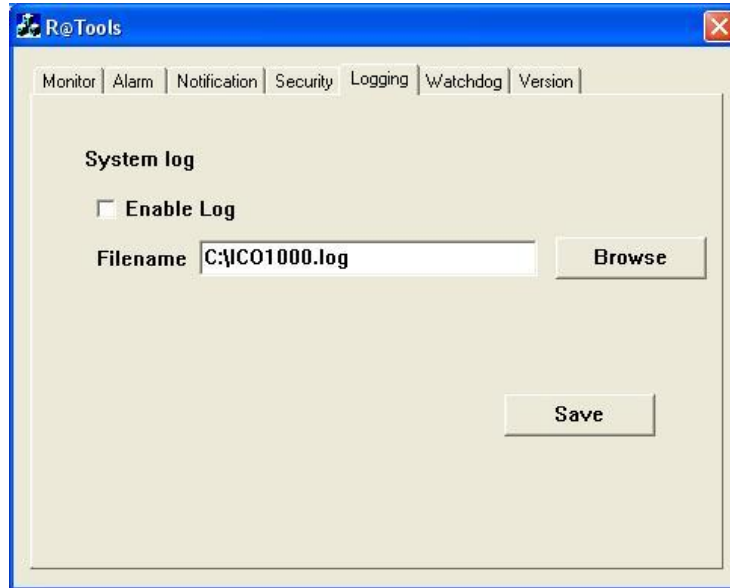 R@Tools
Monitor Alarm Notification Security Logging Watchdog Version
System log
Enable Log
Filename C:\ICO1000.log Browse
Save